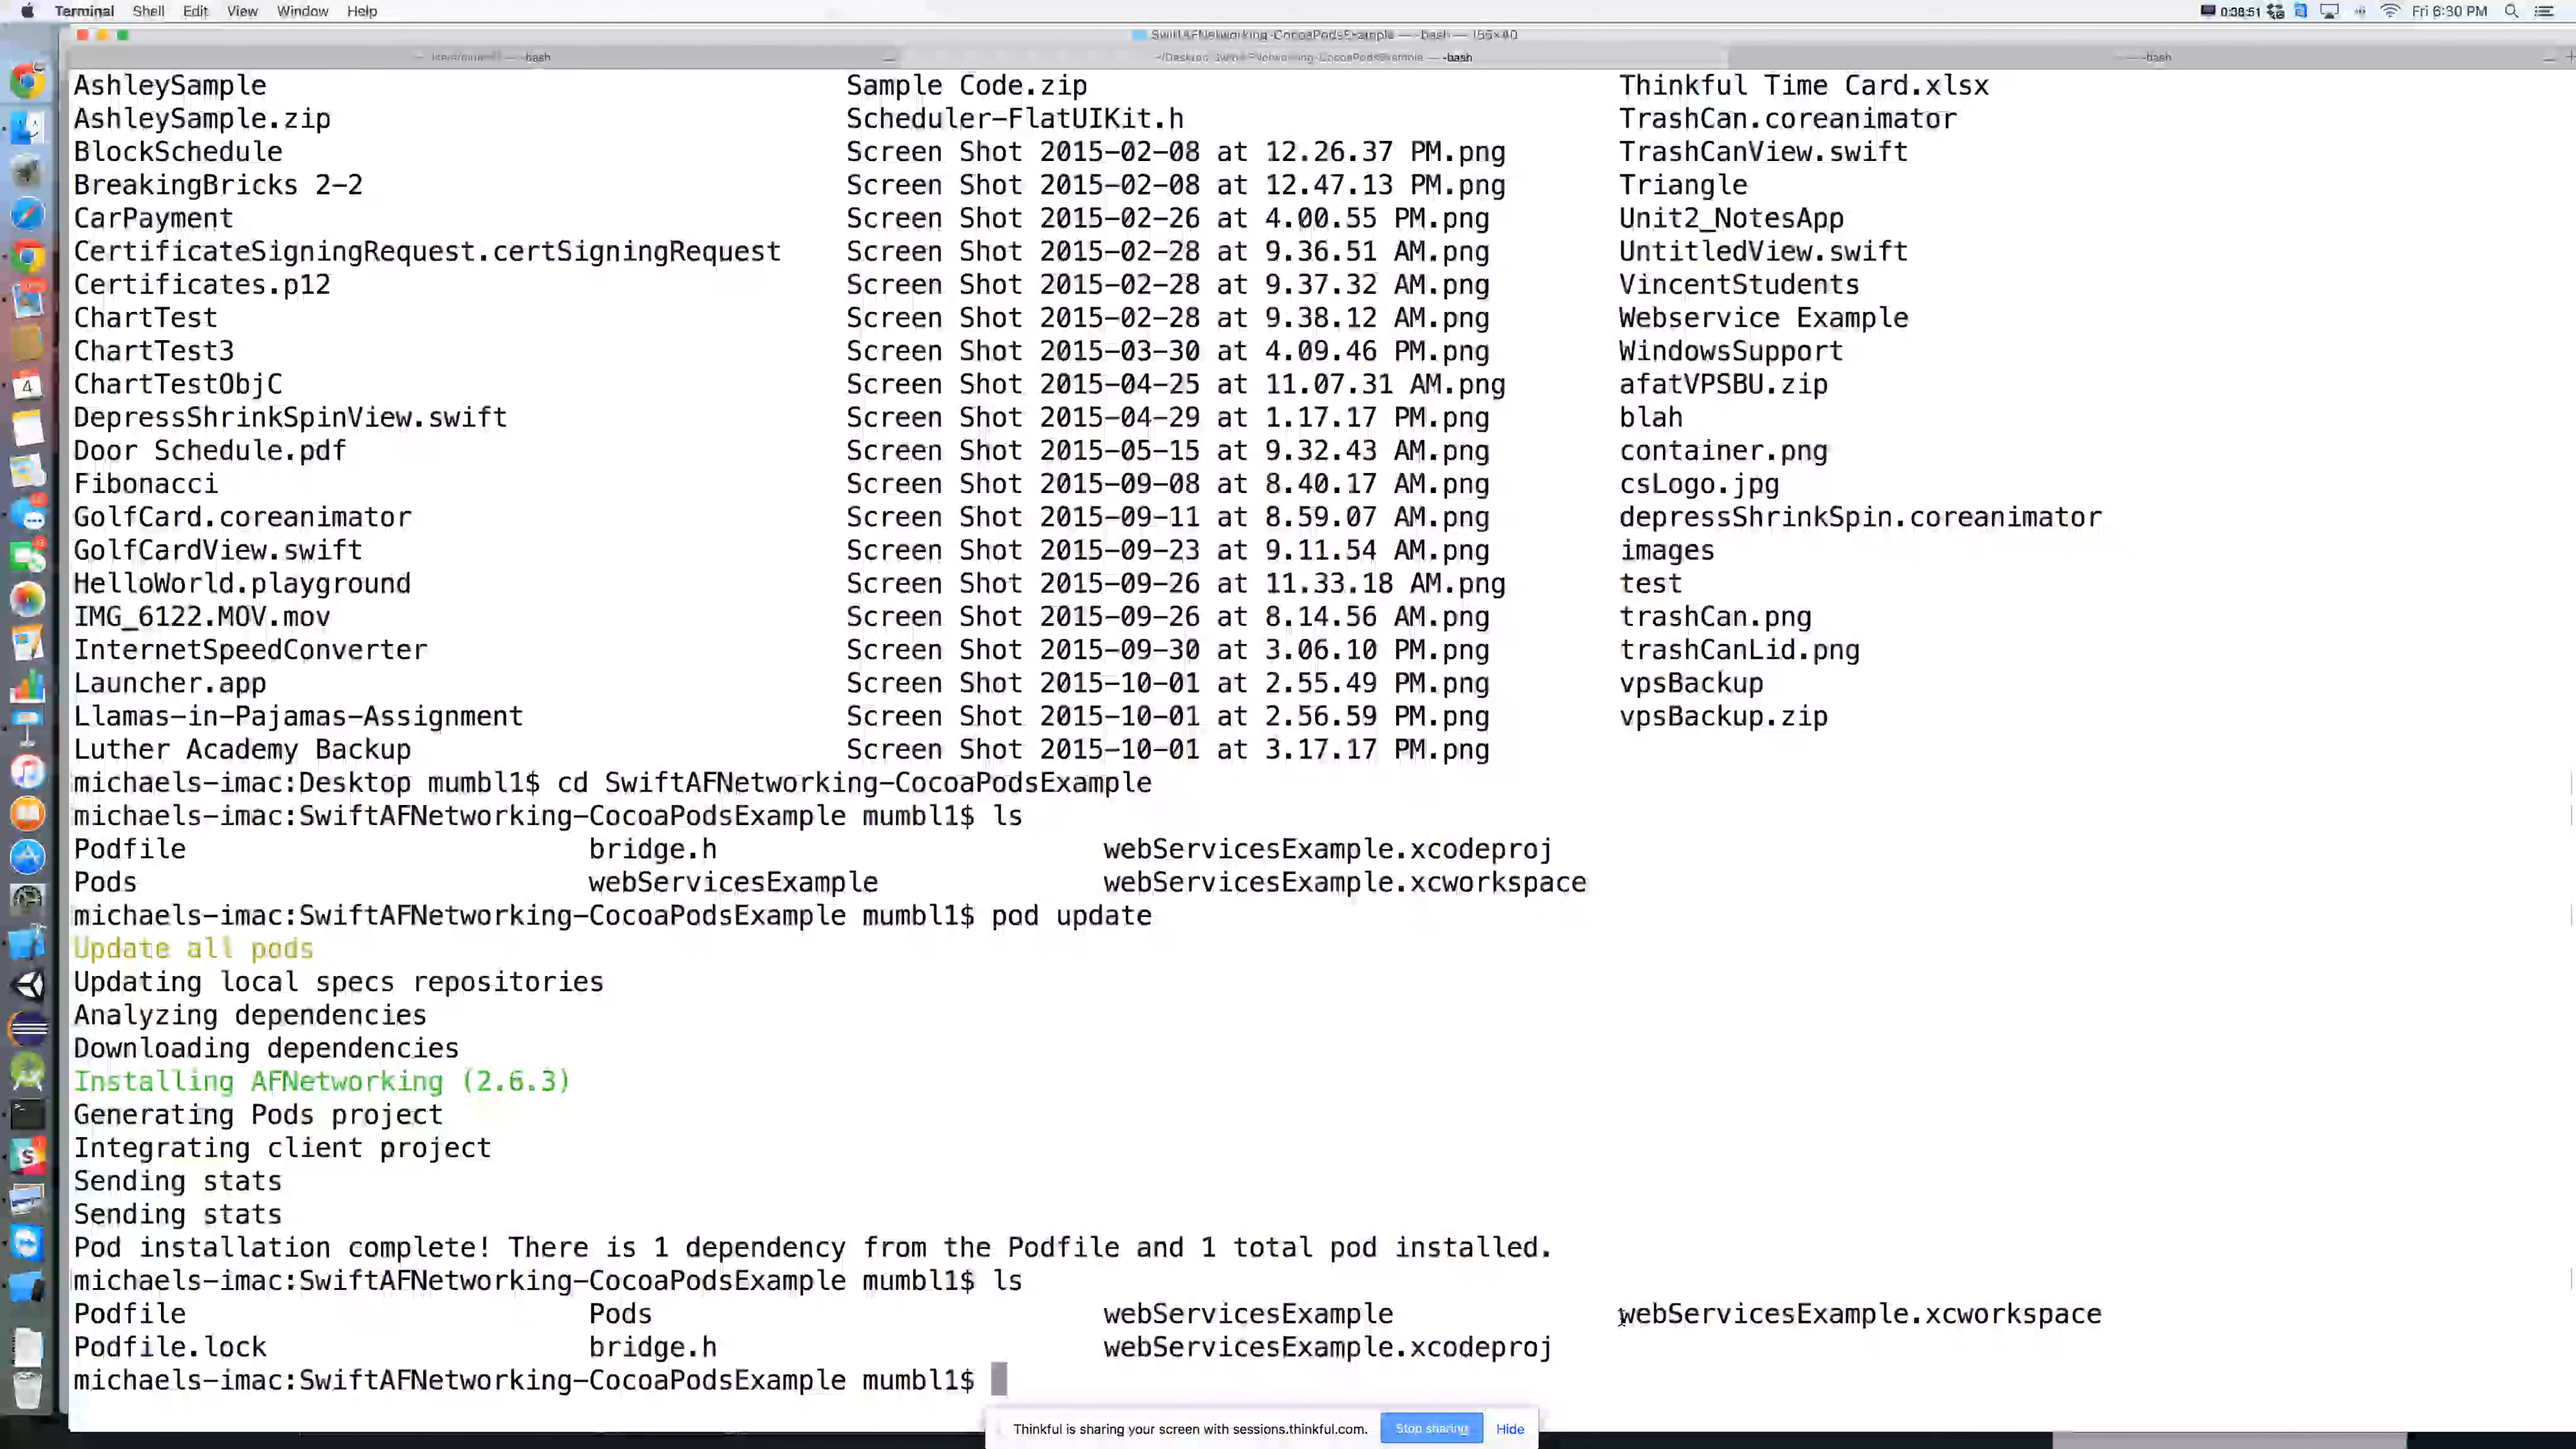 Terminal Shell Edit View Window Help 0:38:51 Fri 6:30 PM
SwiftAFNetworking-CocoaPodsExample — -bash — 155×40
-bash ~/Desktop/SwiftAFNetworking-CocoaPodsExample — -bash -bash
AshleySample Sample Code.zip Thinkful Time Card.xlsx
AshleySample.zip Scheduler-FlatUIKit.h TrashCan.coreanimator
BlockSchedule Screen Shot 2015-02-08 at 12.26.37 PM.png TrashCanView.swift
BreakingBricks 2-2 Screen Shot 2015-02-08 at 12.47.13 PM.png Triangle
CarPayment Screen Shot 2015-02-26 at 4.00.55 PM.png Unit2_NotesApp
CertificateSigningRequest.certSigningRequest Screen Shot 2015-02-28 at 9.36.51 AM.png UntitledView.swift
Certificates.p12 Screen Shot 2015-02-28 at 9.37.32 AM.png VincentStudents
ChartTest Screen Shot 2015-02-28 at 9.38.12 AM.png Webservice Example
ChartTest3 Screen Shot 2015-03-30 at 4.09.46 PM.png WindowsSupport
ChartTestObjC Screen Shot 2015-04-25 at 11.07.31 AM.png afatVPSBU.zip
DepressShrinkSpinView.swift Screen Shot 2015-04-29 at 1.17.17 PM.png blah
Door Schedule.pdf Screen Shot 2015-05-15 at 9.32.43 AM.png container.png
Fibonacci Screen Shot 2015-09-08 at 8.40.17 AM.png csLogo.jpg
GolfCard.coreanimator Screen Shot 2015-09-11 at 8.59.07 AM.png depressShrinkSpin.coreanimator
GolfCardView.swift Screen Shot 2015-09-23 at 9.11.54 AM.png images
HelloWorld.playground Screen Shot 2015-09-26 at 11.33.18 AM.png test
IMG_6122.MOV.mov Screen Shot 2015-09-26 at 8.14.56 AM.png trashCan.png
InternetSpeedConverter Screen Shot 2015-09-30 at 3.06.10 PM.png trashCanLid.png
Launcher.app Screen Shot 2015-10-01 at 2.55.49 PM.png vpsBackup
Llamas-in-Pajamas-Assignment Screen Shot 2015-10-01 at 2.56.59 PM.png vpsBackup.zip
Luther Academy Backup Screen Shot 2015-10-01 at 3.17.17 PM.png
michaels-imac:Desktop mumbl1$ cd SwiftAFNetworking-CocoaPodsExample
michaels-imac:SwiftAFNetworking-CocoaPodsExample mumbl1$ ls
Podfile bridge.h webServicesExample.xcodeproj
Pods webServicesExample webServicesExample.xcworkspace
michaels-imac:SwiftAFNetworking-CocoaPodsExample mumbl1$ pod update
Update all pods
Updating local specs repositories
Analyzing dependencies
Downloading dependencies
Installing AFNetworking (2.6.3)
Generating Pods project
Integrating client project
Sending stats
Sending stats
Pod installation complete! There is 1 dependency from the Podfile and 1 total pod installed.
michaels-imac:SwiftAFNetworking-CocoaPodsExample mumbl1$ ls
Podfile Pods webServicesExample webServicesExample.xcworkspace
Podfile.lock bridge.h webServicesExample.xcodeproj
michaels-imac:SwiftAFNetworking-CocoaPodsExample mumbl1$
Thinkful is sharing your screen with sessions.thinkful.com. Stop sharing Hide